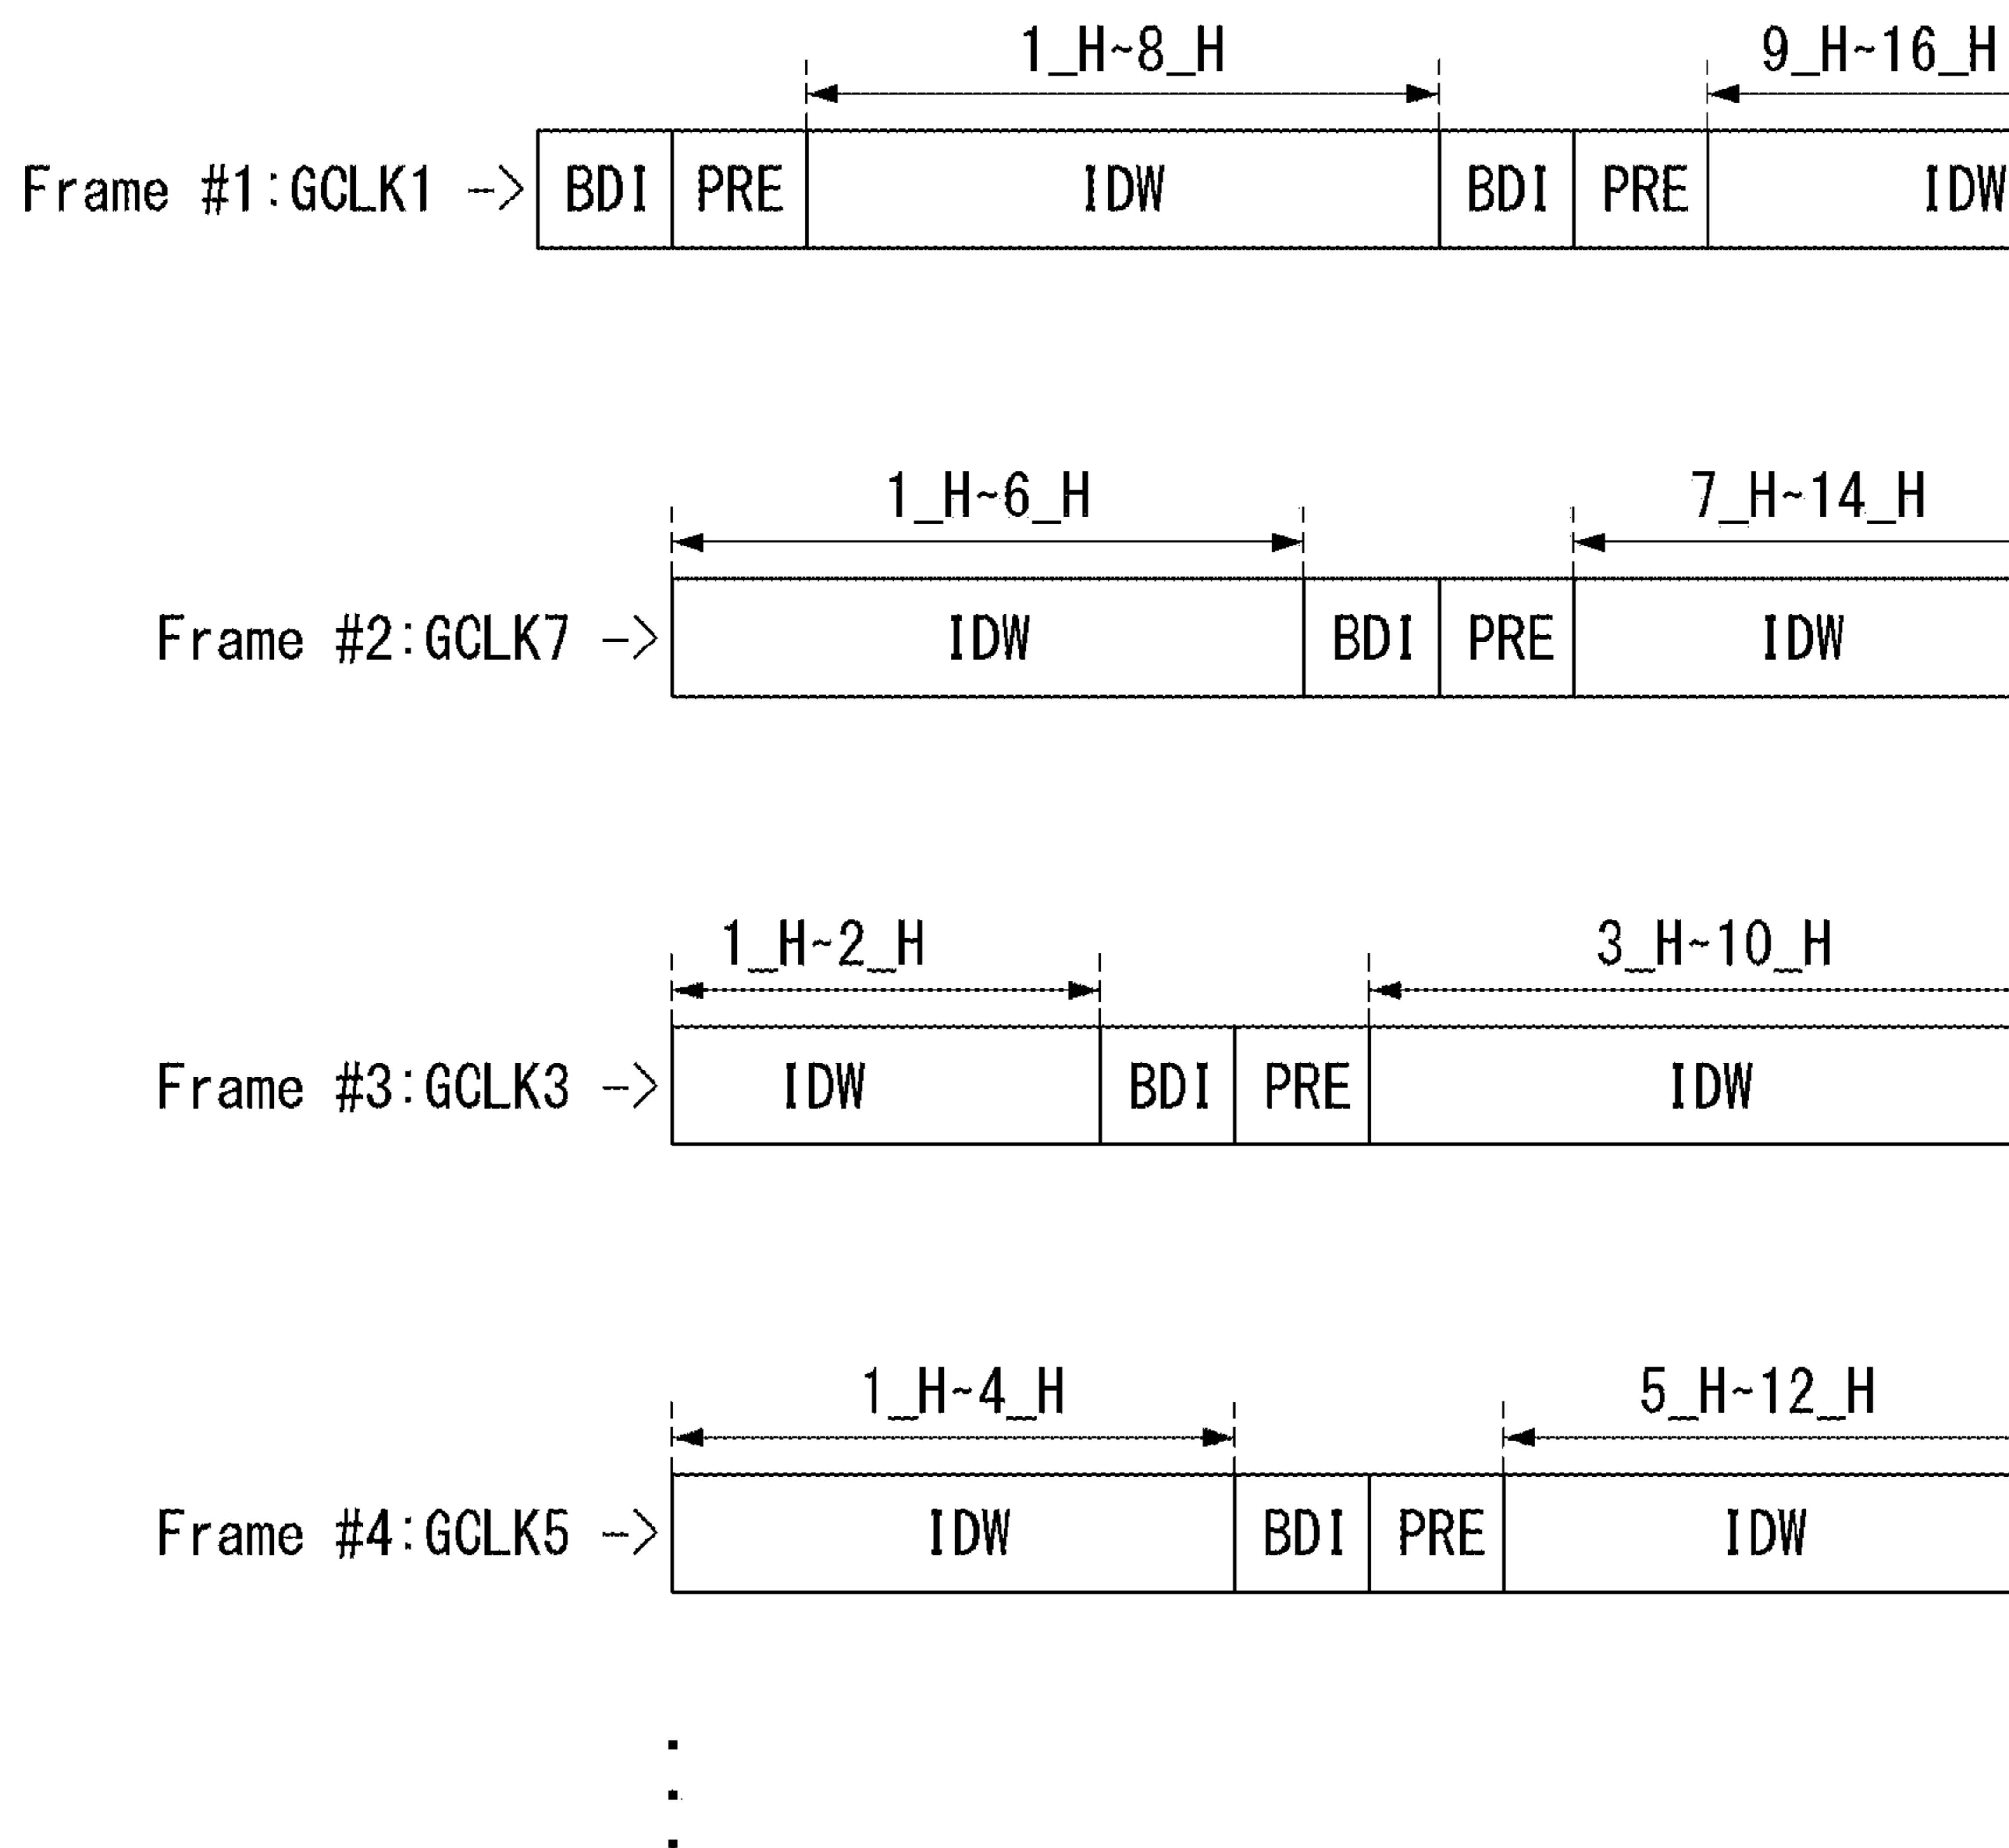 1_H~8_H 9_H~16_H
Frame #1:GCLK1 -> BDI PRE IDW BDI PRE IDW
1_H~6_H 7_H~14_H
Frame #2:GCLK7 -> IDW BDI PRE IDW
1_H~2_H 3_H~10_H
Frame #3:GCLK3 -> IDW BDI PRE IDW
1_H~4_H 5_H~12_H
Frame #4:GCLK5 -> IDW BDI PRE IDW